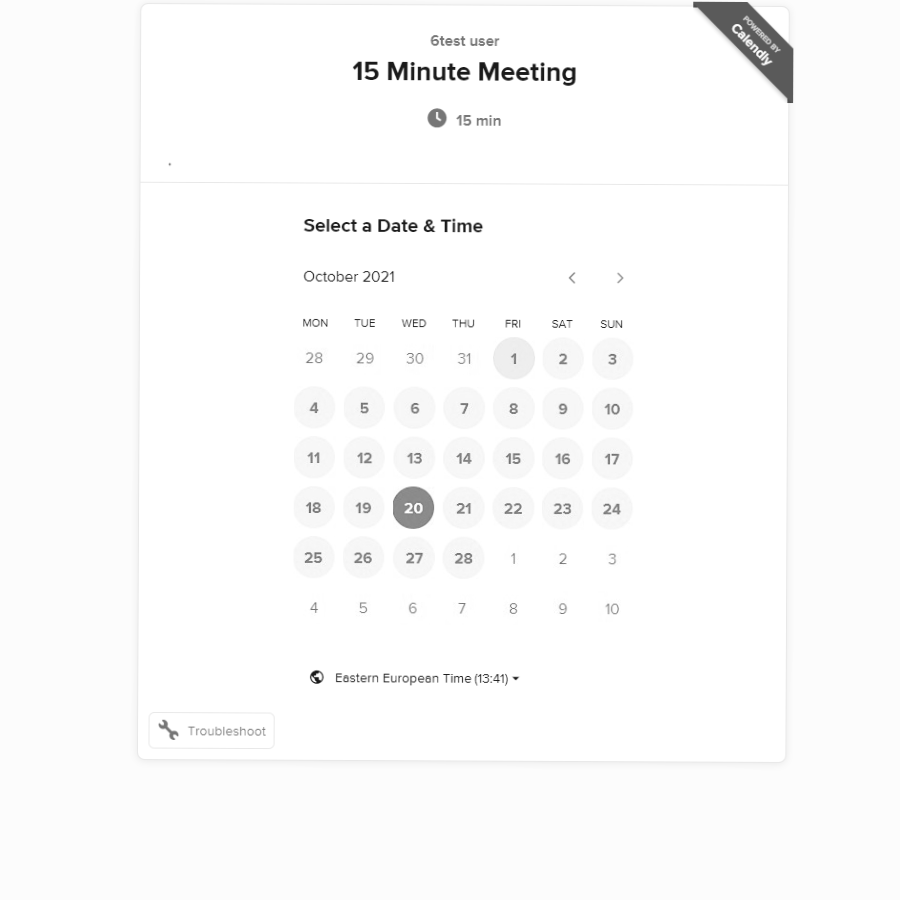 POWERED BY
Calendly
6test user
15 Minute Meeting
15 min
.
Select a Date & Time
October 2021
MON TUE WED THU FRI SAT SUN
28 29 30 31 1 2 3
4 5 6 7 8 9 10
11 12 13 14 15 16 17
18 19 20 21 22 23 24
25 26 27 28 1 2 3
4 5 6 7 8 9 10
Eastern European Time (13:41)
Troubleshoot